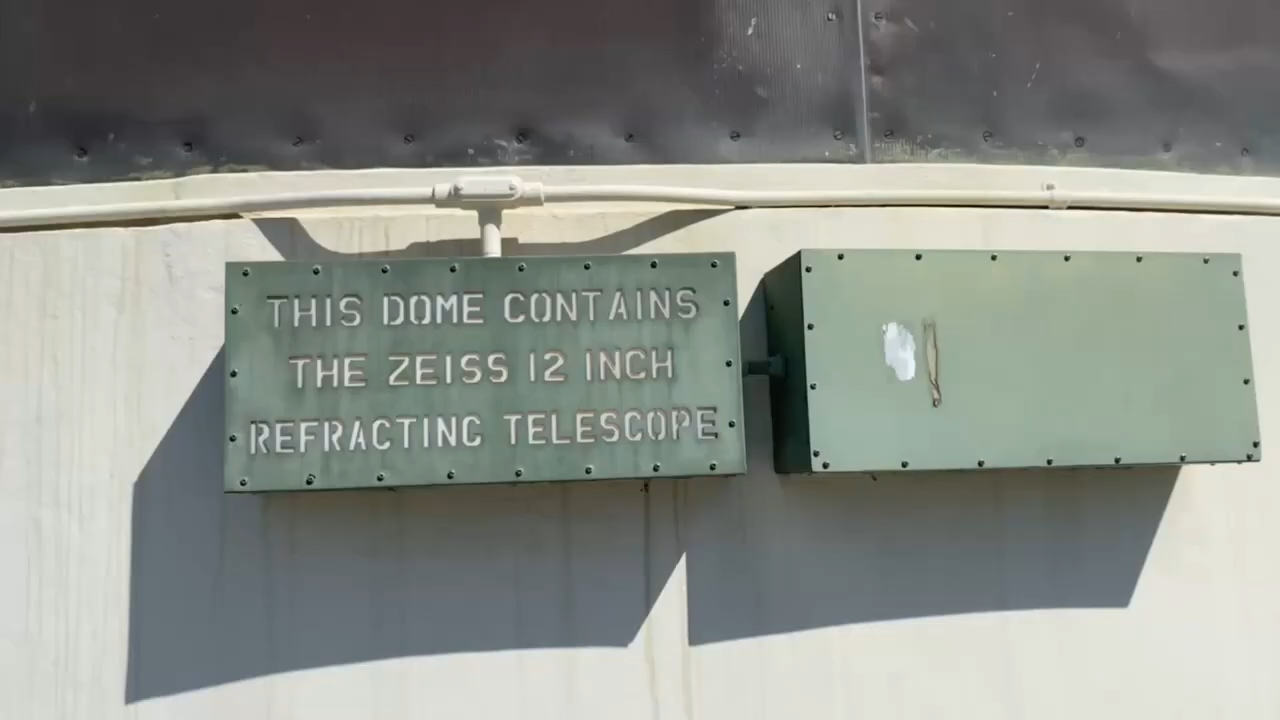 THIS DOME CONTAINS
THE ZEISS 12 INCH
REFRACTING TELESCOPE